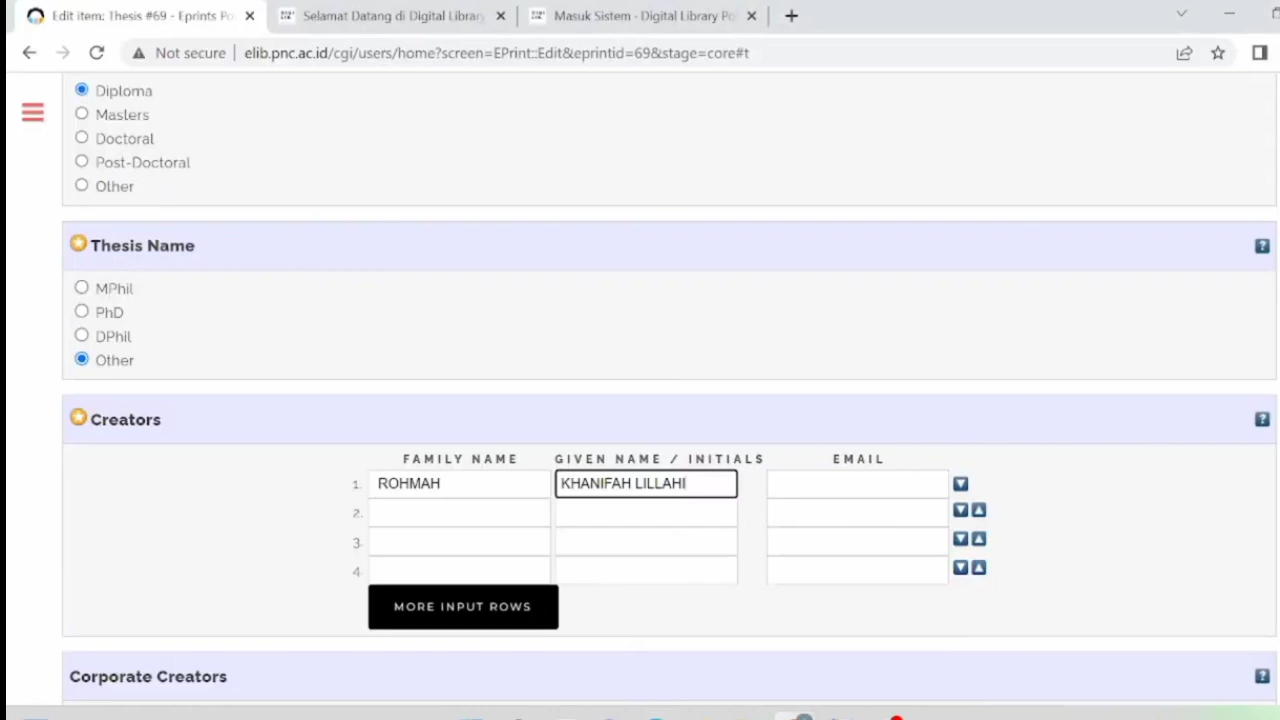 Edit item: Thesis #69 - Eprints Po
Selamat Datang di Digital Library
Masuk Sistem - Digital Library Po
Not secure
elib.pnc.ac.id/cgi/users/home?screen=EPrint::Edit&eprintid=69&stage=core#t
Diploma
Masters
Doctoral
Post-Doctoral
Other
Thesis Name
?
MPhil
PhD
DPhil
Other
Creators
?
FAMILY NAME GIVEN NAME / INITIALS EMAIL
1. ROHMAH KHANIFAH LILLAHI
2.
3.
4.
MORE INPUT ROWS
Corporate Creators
?